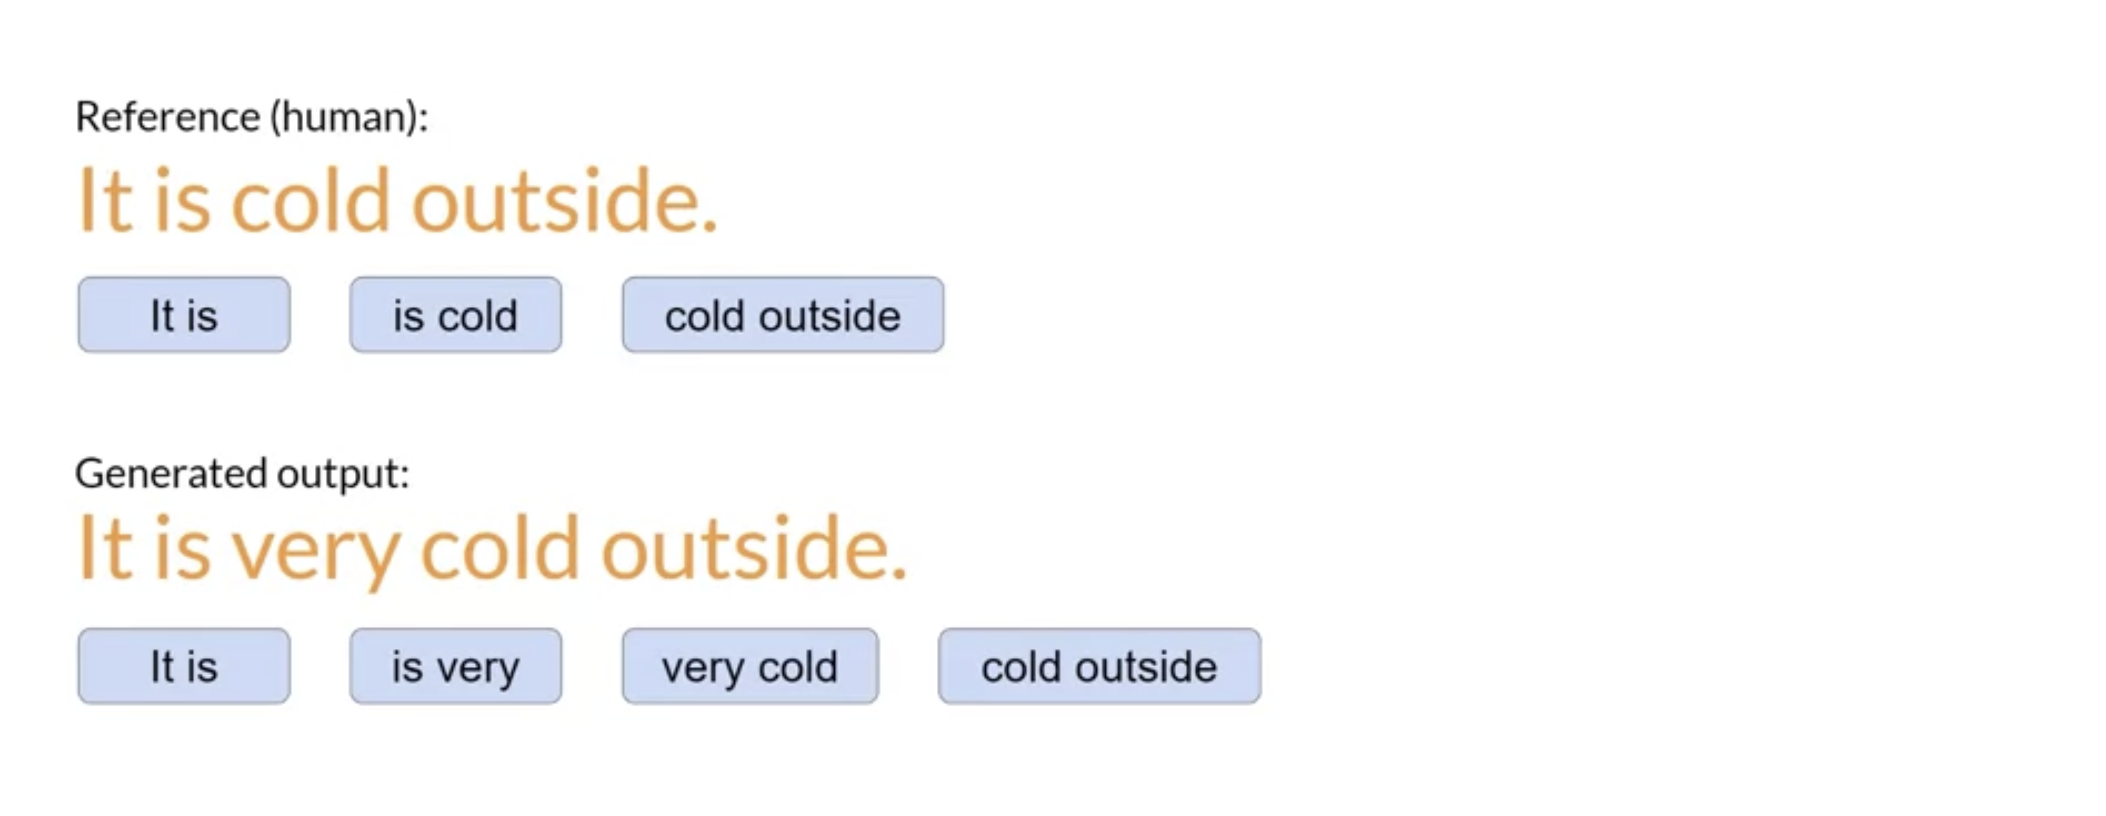 Reference (human):
It is cold outside.
It is is cold cold outside
Generated output:
It is very cold outside.
It is is very very cold cold outside